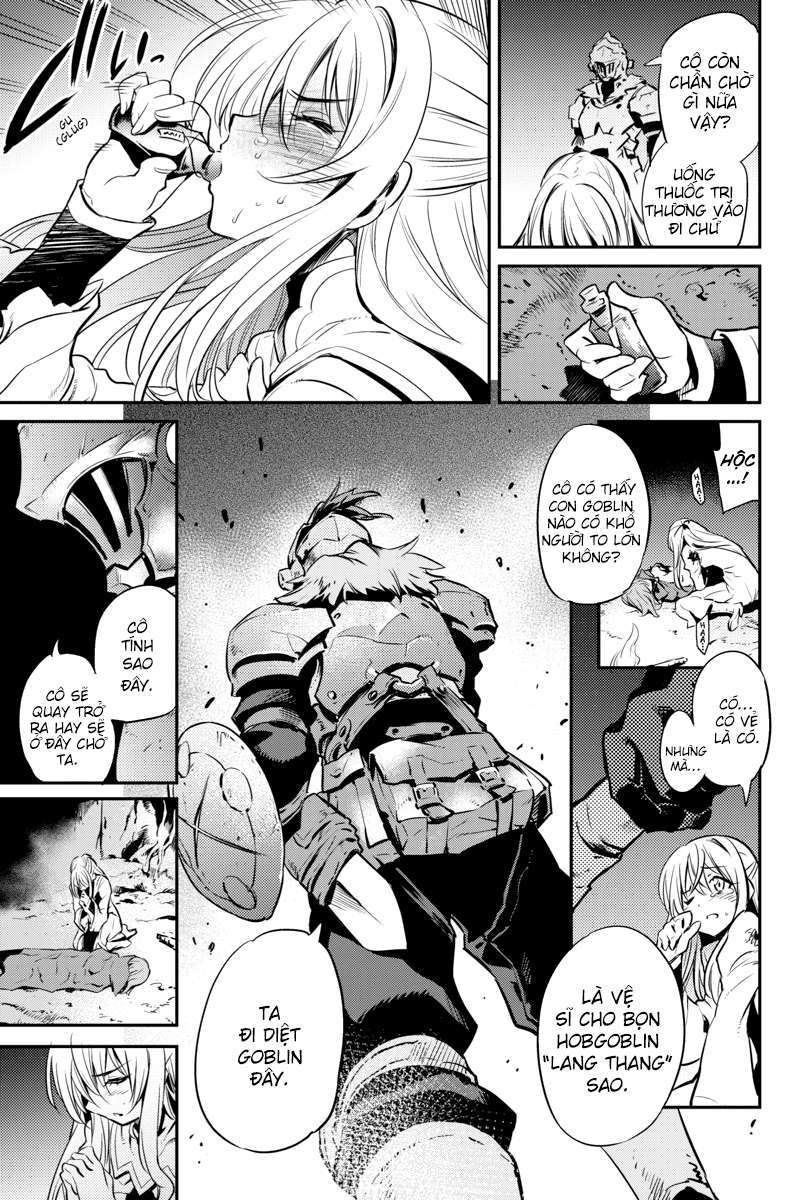 CÔ CÒN
CHẦN CHỜ
GÌ NỮA
VẬY?
UỐNG
THUỐC TRỊ
THƯƠNG VÀO
ĐI CHỨ
GU
(GLUG)
HỘC
...!
HAA...
HAA...
CÔ CÓ THẤY
CON GOBLIN
NÀO CÓ KHỔ
NGƯỜI TO LỚN
KHÔNG?
CÓ...
CÓ VẺ
LÀ CÓ.
NHƯNG
MÀ...
LÀ VỆ
SĨ CHO BỌN
HOBGOBLIN
"LANG THANG"
SAO.
TA
ĐI DIỆT
GOBLIN
ĐÂY.
CÔ
TÍNH
SAO
ĐÂY.
CÔ SẼ
QUAY TRỞ
RA HAY SẼ
Ở ĐÂY CHỜ
TA.